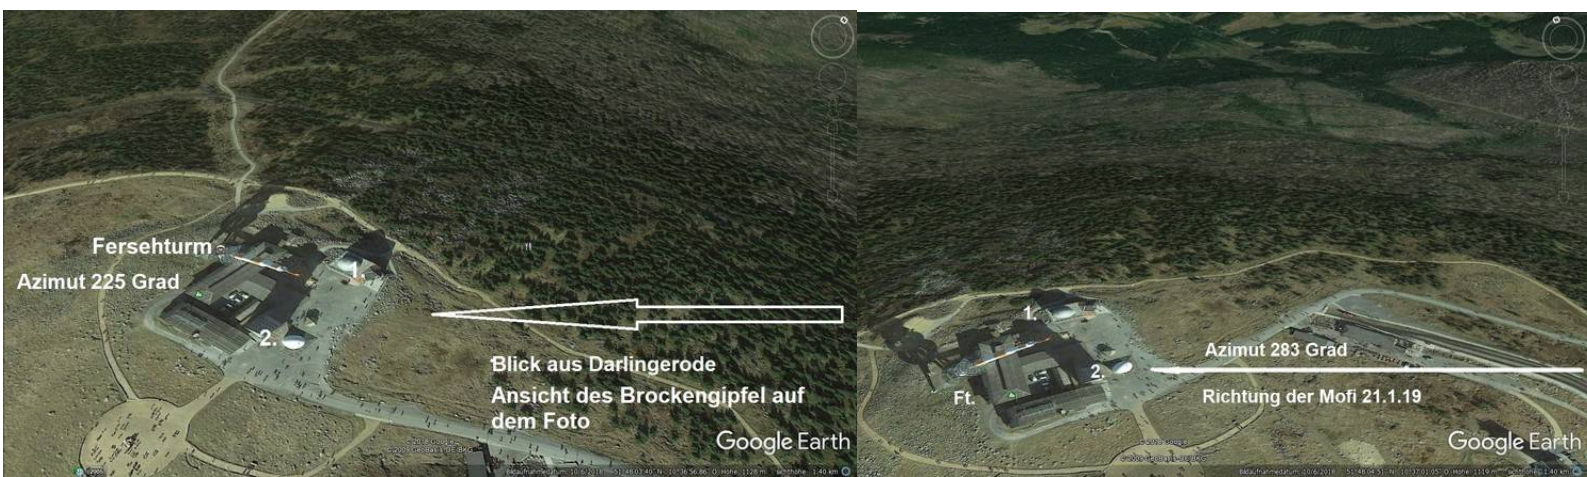 Fersehturm
Azimut 225 Grad
1.
2.
Blick aus Darlingerode
Ansicht des Brockengipfel auf
dem Foto
Google Earth
1.
2.
Ft.
Azimut 283 Grad
Richtung der Mofi 21.1.19
Google Earth